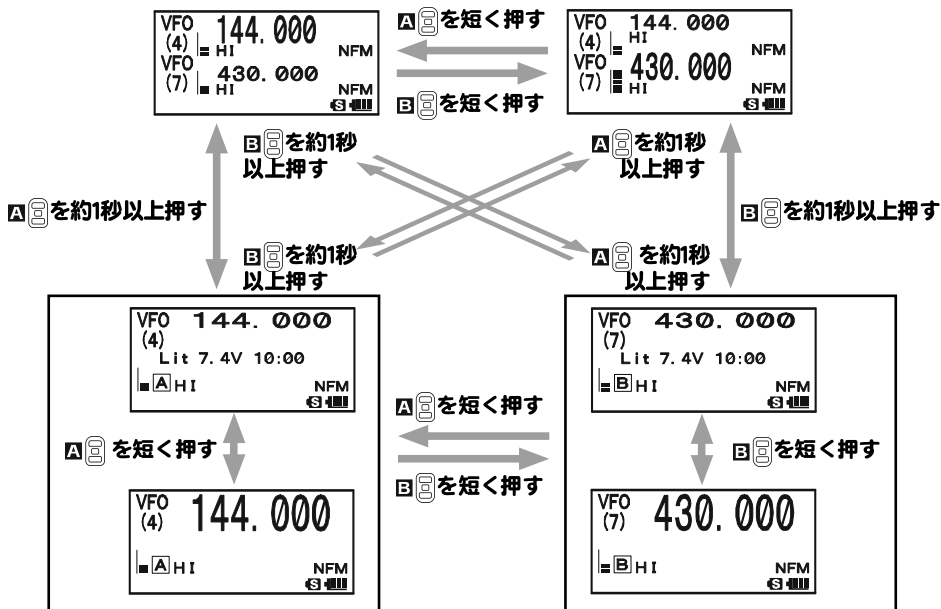 VFO 144.000
(4) HI NFM
VFO 430.000
(7) HI NFM
S
Aを短く押す
Bを短く押す
VFO 144.000
(4) HI NFM
VFO 430.000
(7) HI NFM
S
Bを約1秒
以上押す
Aを約1秒
以上押す
Aを約1秒以上押す
Bを約1秒以上押す
Bを約1秒
以上押す
Aを約1秒
以上押す
VFO 144.000
(4)
Lit 7.4V 10:00
A HI NFM
S
VFO 430.000
(7)
Lit 7.4V 10:00
B HI NFM
S
Aを短く押す
Aを短く押す
Bを短く押す
Bを短く押す
VFO 144.000
(4)
A HI NFM
S
VFO 430.000
(7)
B HI NFM
S